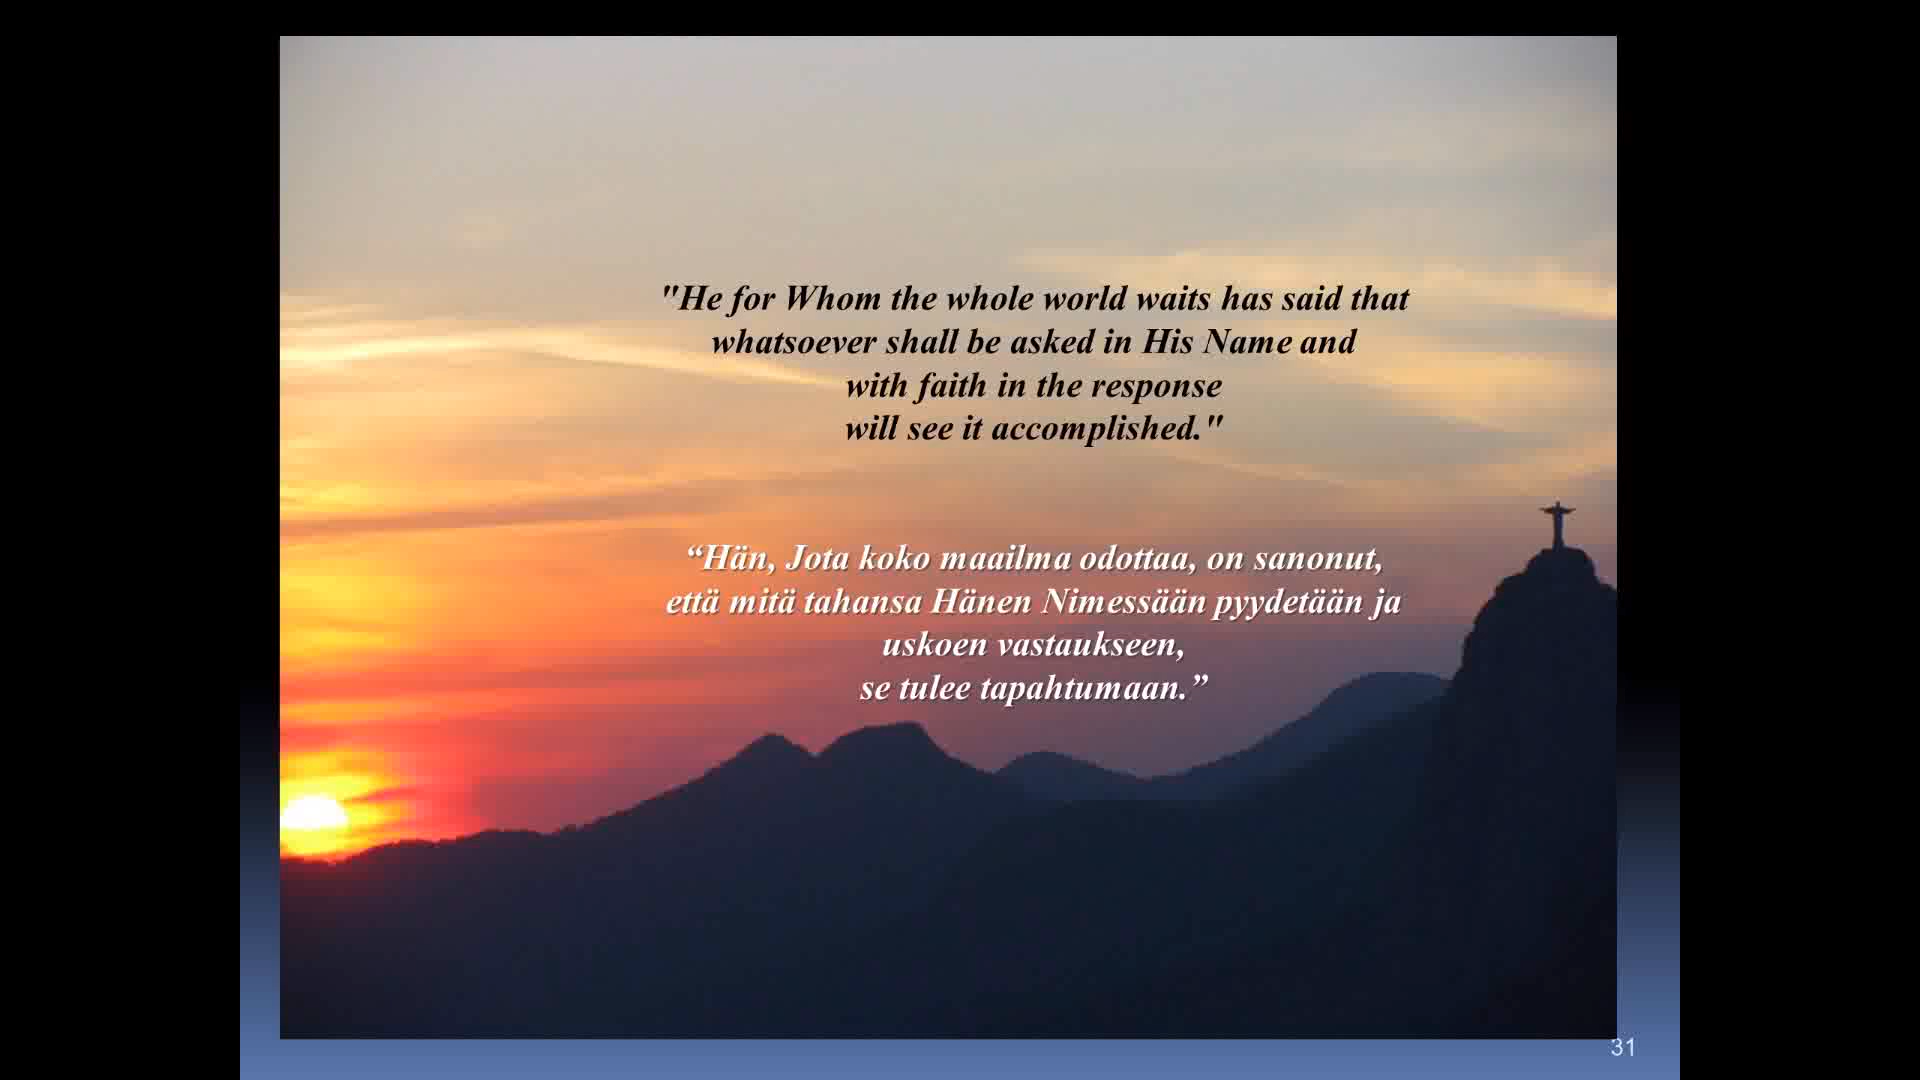 "He for Whom the whole world waits has said that
whatsoever shall be asked in His Name and
with faith in the response
will see it accomplished."
“Hän, Jota koko maailma odottaa, on sanonut,
että mitä tahansa Hänen Nimessään pyydetään ja
uskoen vastaukseen,
se tulee tapahtumaan.”
31